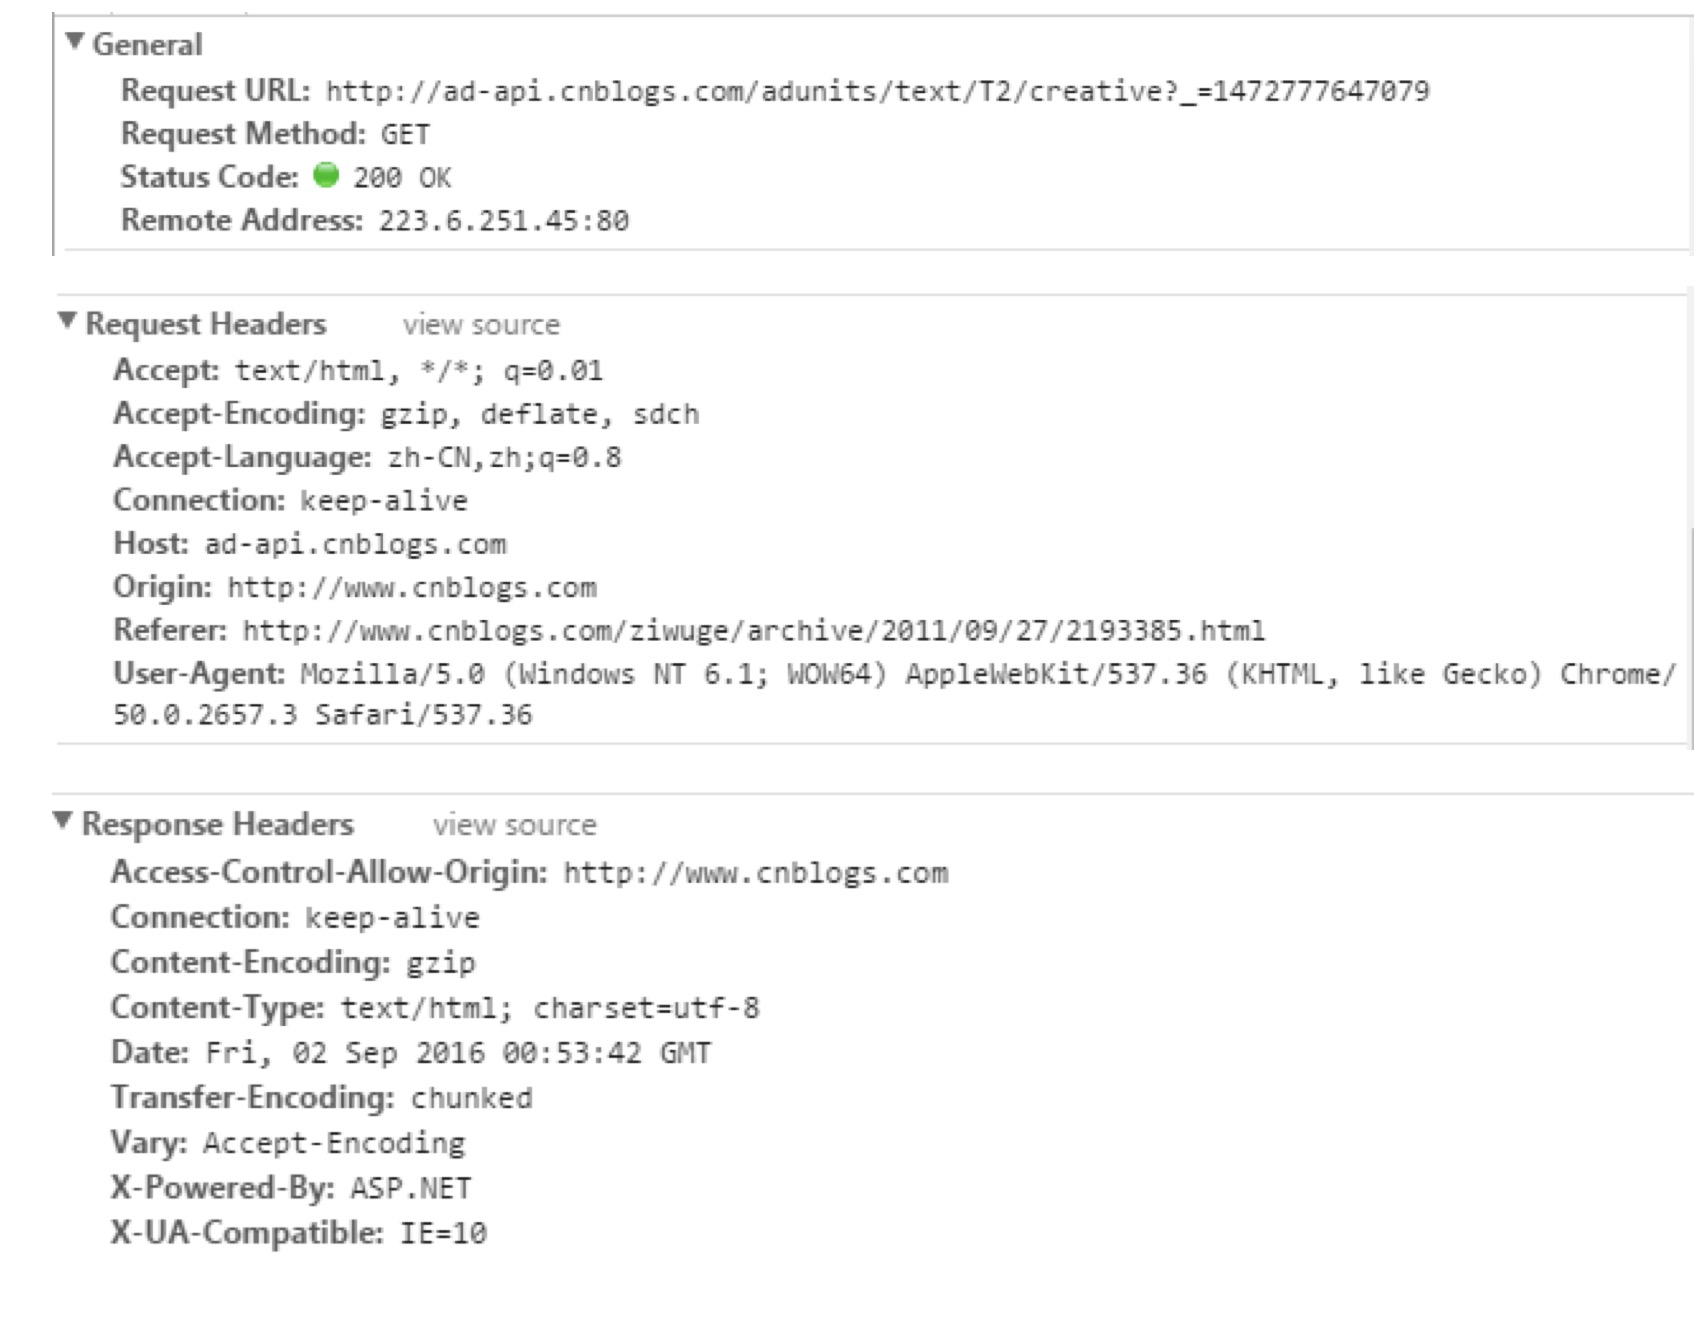 General
Request URL: http://ad-api.cnblogs.com/adunits/text/T2/creative?_=1472777647079
Request Method: GET
Status Code: 200 OK
Remote Address: 223.6.251.45:80
Request Headers view source
Accept: text/html, */*; q=0.01
Accept-Encoding: gzip, deflate, sdch
Accept-Language: zh-CN,zh;q=0.8
Connection: keep-alive
Host: ad-api.cnblogs.com
Origin: http://www.cnblogs.com
Referer: http://www.cnblogs.com/ziwuge/archive/2011/09/27/2193385.html
User-Agent: Mozilla/5.0 (Windows NT 6.1; WOW64) AppleWebKit/537.36 (KHTML, like Gecko) Chrome/
50.0.2657.3 Safari/537.36
Response Headers view source
Access-Control-Allow-Origin: http://www.cnblogs.com
Connection: keep-alive
Content-Encoding: gzip
Content-Type: text/html; charset=utf-8
Date: Fri, 02 Sep 2016 00:53:42 GMT
Transfer-Encoding: chunked
Vary: Accept-Encoding
X-Powered-By: ASP.NET
X-UA-Compatible: IE=10